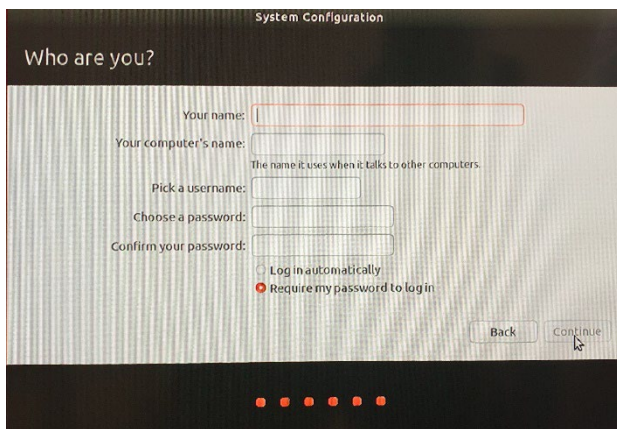 System Configuration
Who are you?
Your name:
Your computer's name:
The name it uses when it talks to other computers.
Pick a username:
Choose a password:
Confirm your password:
Log in automatically
Require my password to log in
Back Continue